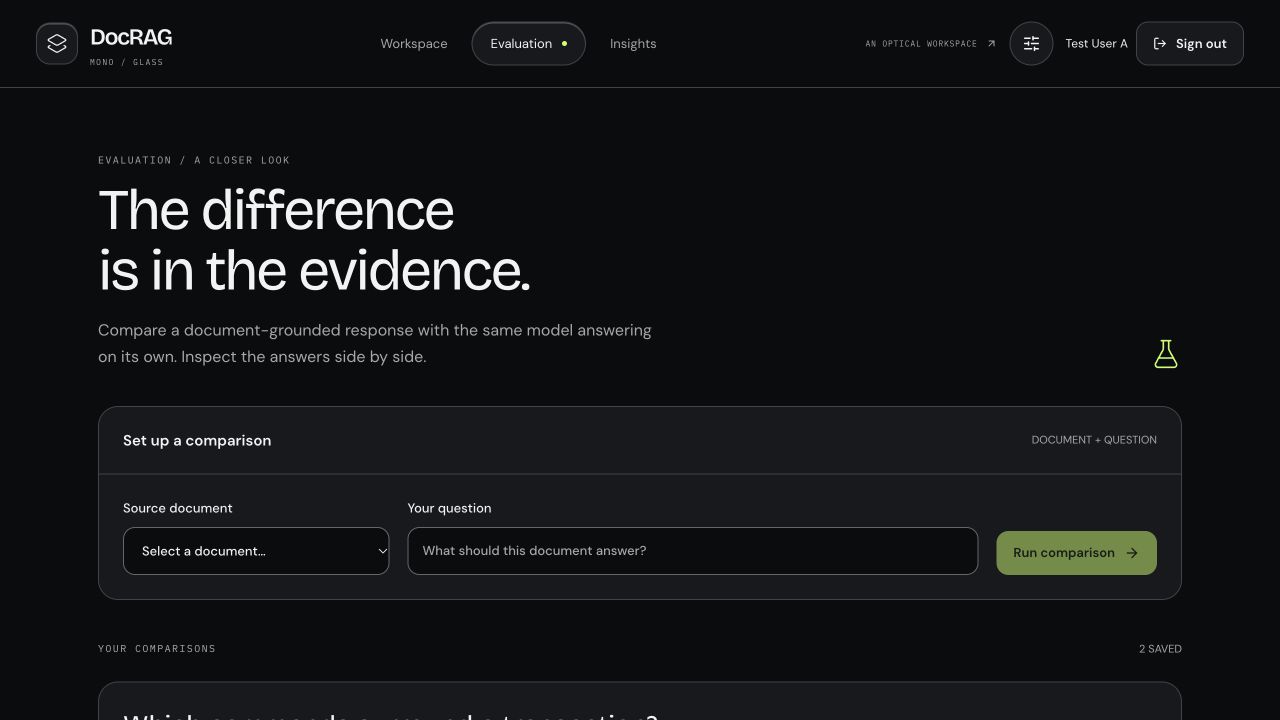 DocRAG
MONO / GLASS
Workspace
Evaluation
Insights
AN OPTICAL WORKSPACE
Test User A
Sign out
EVALUATION / A CLOSER LOOK
The difference
is in the evidence.
Compare a document-grounded response with the same model answering
on its own. Inspect the answers side by side.
Set up a comparison
DOCUMENT + QUESTION
Source document
Your question
Select a document...
What should this document answer?
Run comparison
YOUR COMPARISONS
2 SAVED